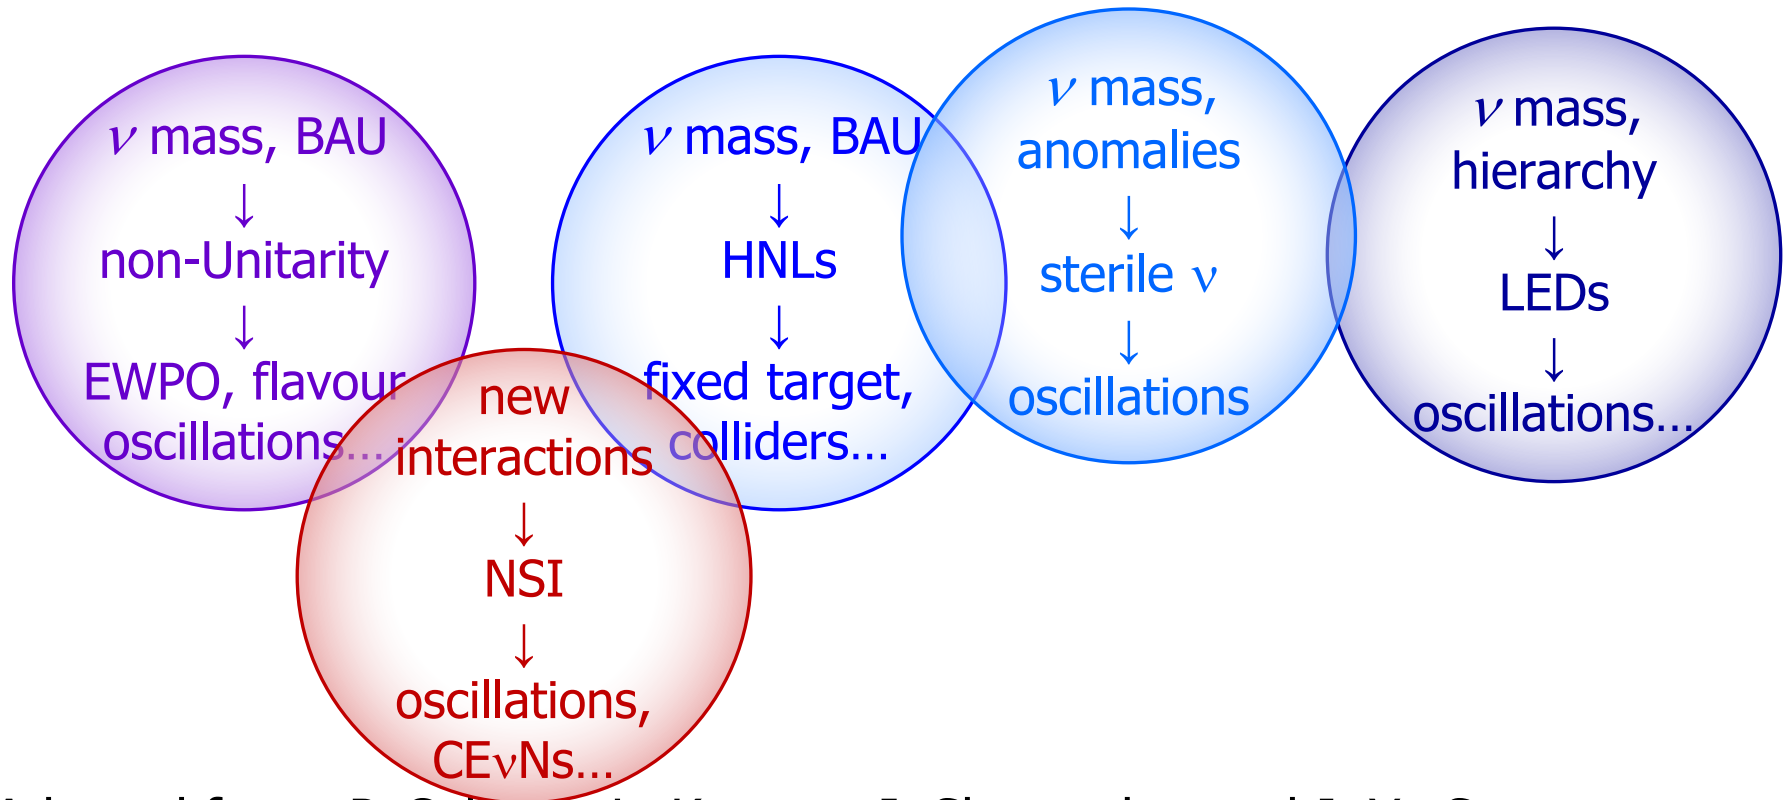 ν mass, BAU
↓
non-Unitarity
↓
EWPO, flavour
oscillations...
new
interactions
↓
NSI
↓
oscillations,
CEνNs...
ν mass, BAU
↓
HNLs
↓
fixed target,
colliders...
ν mass,
anomalies
↓
sterile ν
↓
oscillations
ν mass,
hierarchy
↓
LEDs
↓
oscillations...